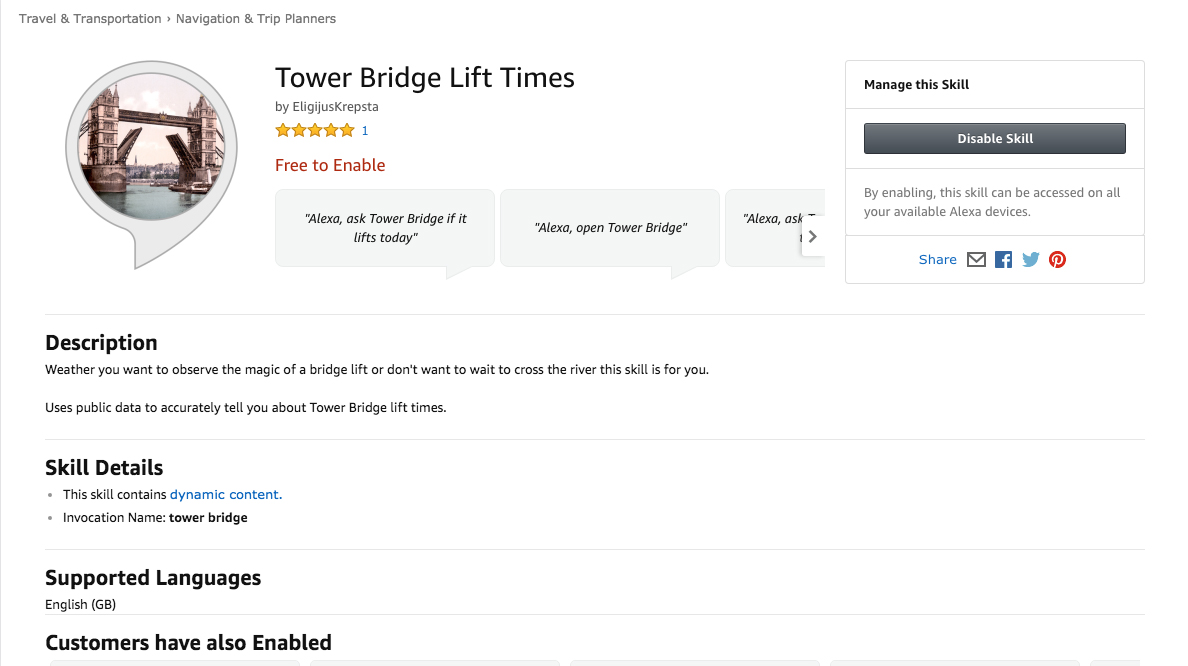 Travel & Transportation › Navigation & Trip Planners
Tower Bridge Lift Times
by EligijusKrepsta
1
Free to Enable
"Alexa, ask Tower Bridge if it
lifts today"
"Alexa, open Tower Bridge"
"Alexa, ask
Manage this Skill
Disable Skill
By enabling, this skill can be accessed on all
your available Alexa devices.
Share
Description
Weather you want to observe the magic of a bridge lift or don't want to wait to cross the river this skill is for you.
Uses public data to accurately tell you about Tower Bridge lift times.
Skill Details
• This skill contains dynamic content.
• Invocation Name: tower bridge
Supported Languages
English (GB)
Customers have also Enabled